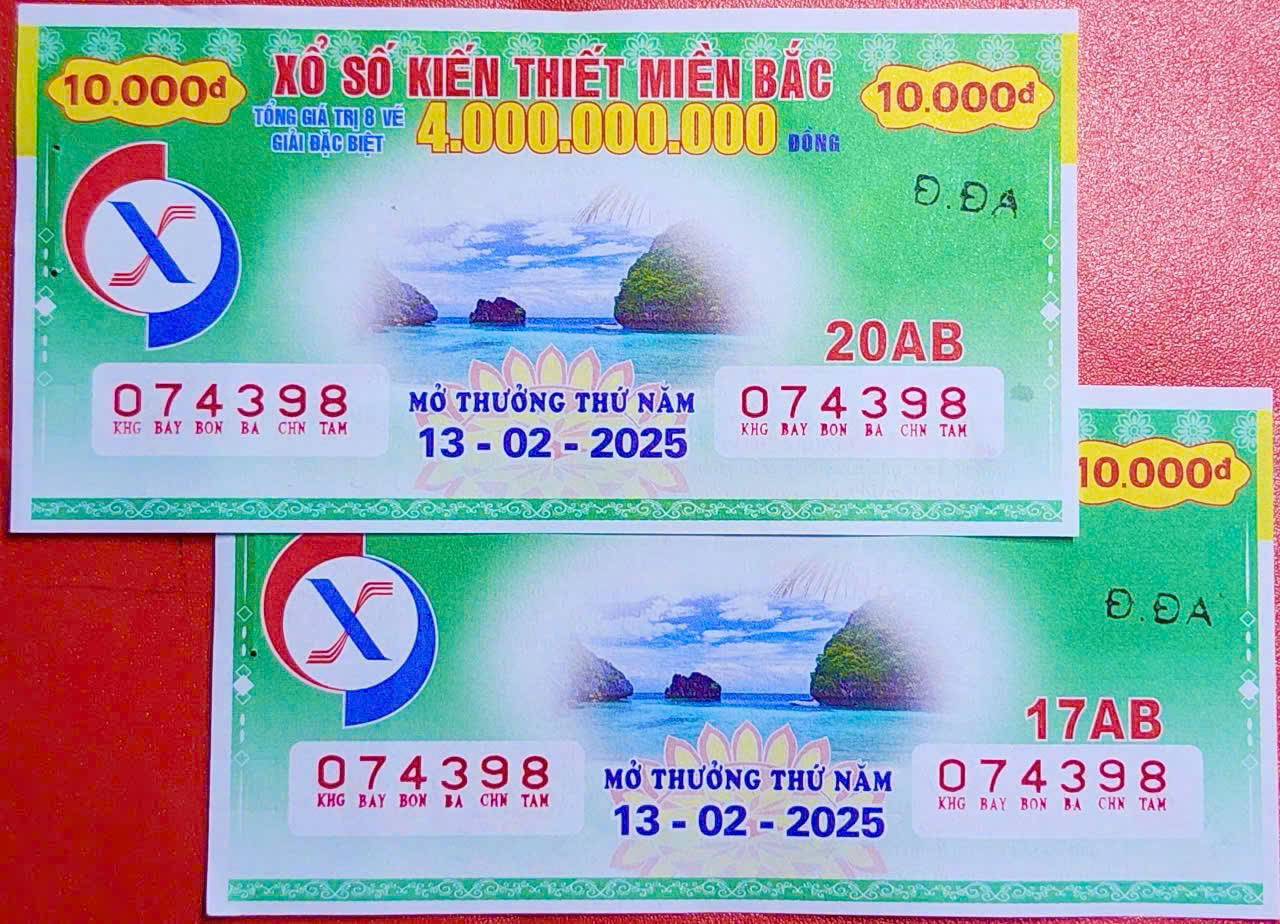 10.000đ
XỔ SỐ KIẾN THIẾT MIỀN BẮC
10.000đ
TỔNG GIÁ TRỊ 8 VÉ
GIẢI ĐẶC BIỆT
4.000.000.000 ĐỒNG
Đ.ĐA
X
20AB
074398
KHG BAY BON BA CHN TAM
MỞ THƯỞNG THỨ NĂM
13 - 02 - 2025
074398
KHG BAY BON BA CHN TAM
10.000đ
Đ.ĐA
X
17AB
074398
KHG BAY BON BA CHN TAM
MỞ THƯỞNG THỨ NĂM
13 - 02 - 2025
074398
KHG BAY BON BA CHN TAM